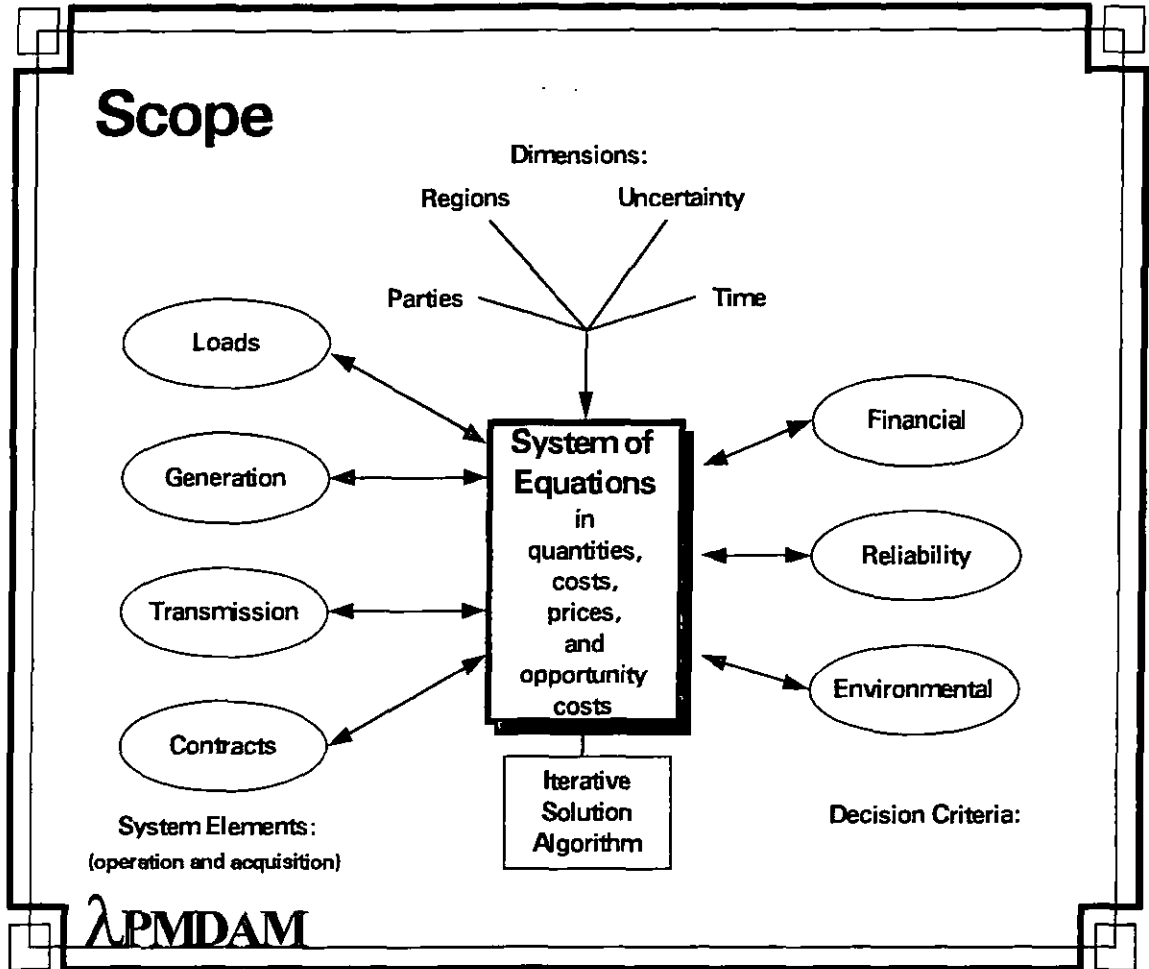 Scope
Dimensions:
Regions
Uncertainty
Parties
Time
Loads
Generation
Transmission
Contracts
System Elements:
(operation and acquisition)
System of
Equations
in
quantities,
costs,
prices,
and
opportunity
costs
Iterative
Solution
Algorithm
Financial
Reliability
Environmental
Decision Criteria:
λPMDAM